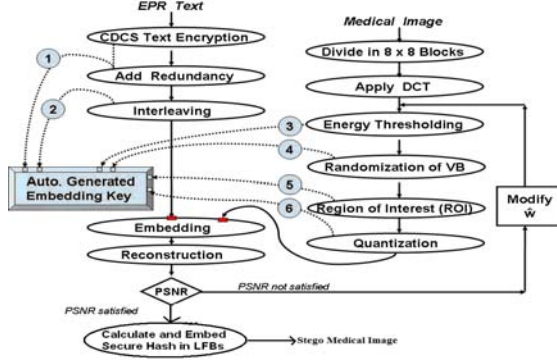 EPR Text
CDCS Text Encryption
Add Redundancy
Interleaving
1
2
Auto. Generated
Embedding Key
Medical Image
Divide in 8 x 8 Blocks
Apply DCT
Energy Thresholding
Randomization of VB
Region of Interest (ROI)
Quantization
3
4
5
6
Modify
ŵ
Embedding
Reconstruction
PSNR
PSNR not satisfied
PSNR satisfied
Calculate and Embed
Secure Hash in LFBs
Stego Medical Image